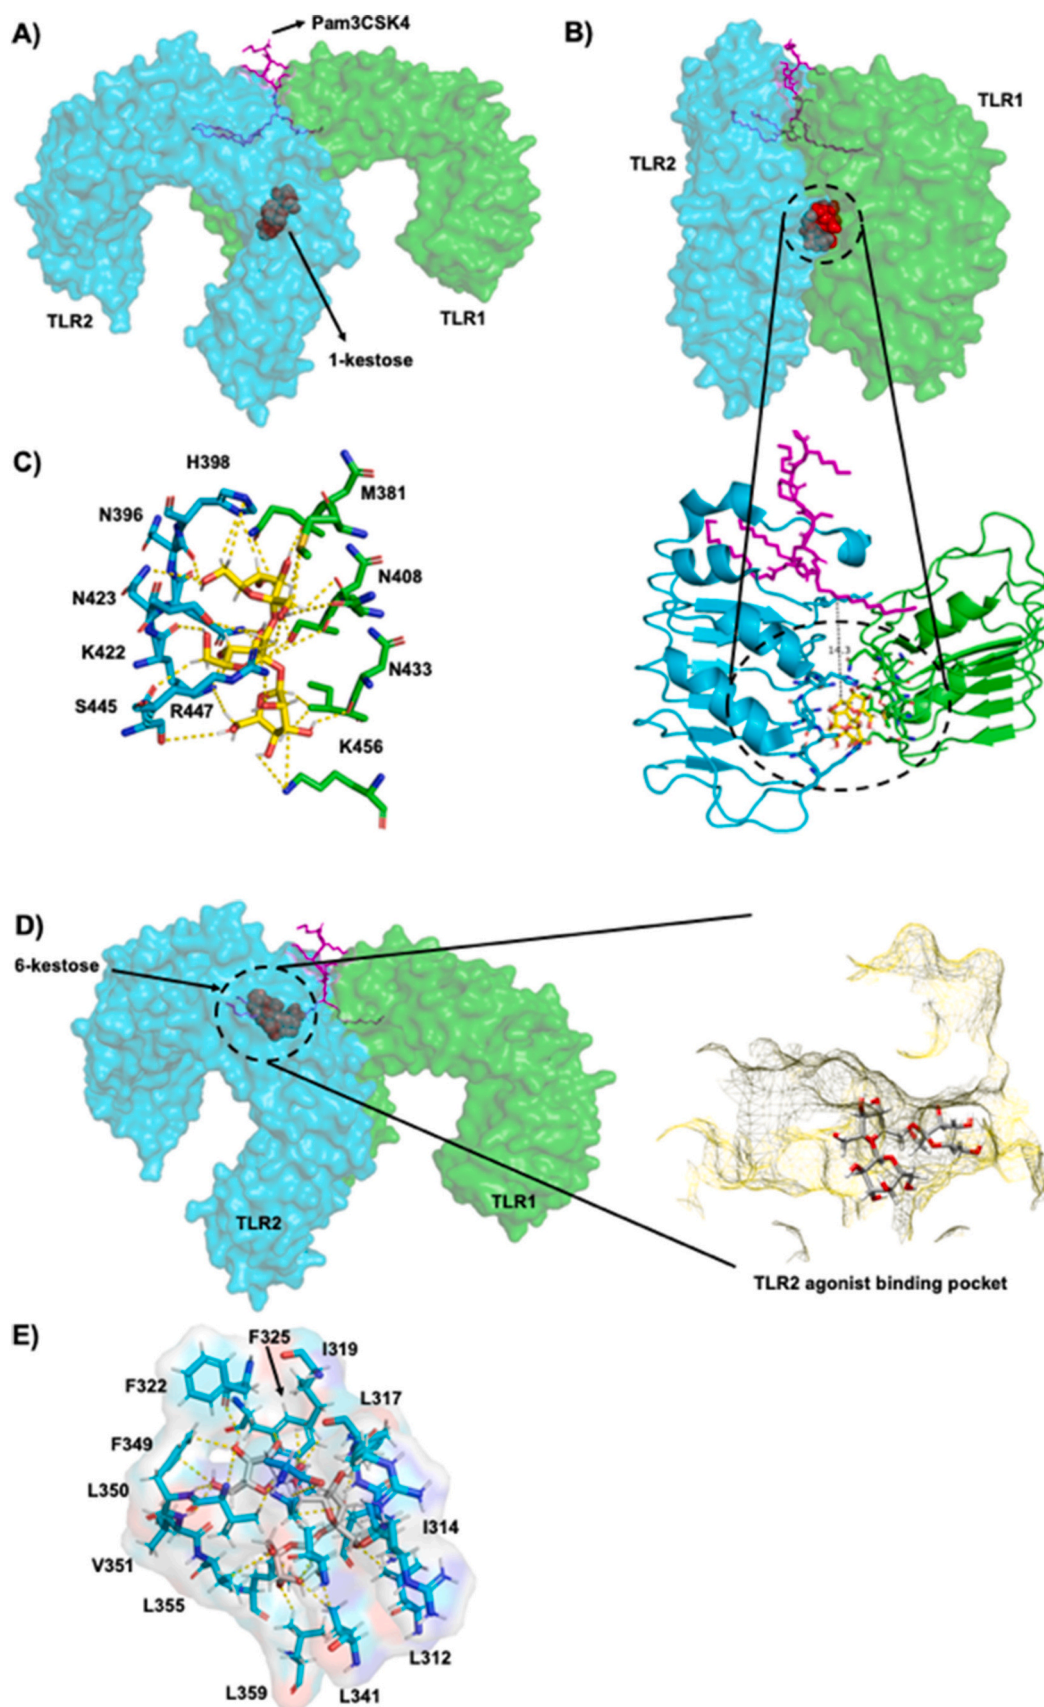 A)
Pam3CSK4
TLR2
TLR1
1-kestose
B)
TLR1
TLR2
14.3
C)
H398
M381
N396
N408
N423
K422
N433
S445
R447
K456
D)
6-kestose
TLR2
TLR1
TLR2 agonist binding pocket
E)
F325
I319
F322
L317
F349
L350
I314
V351
L355
L312
L359
L341